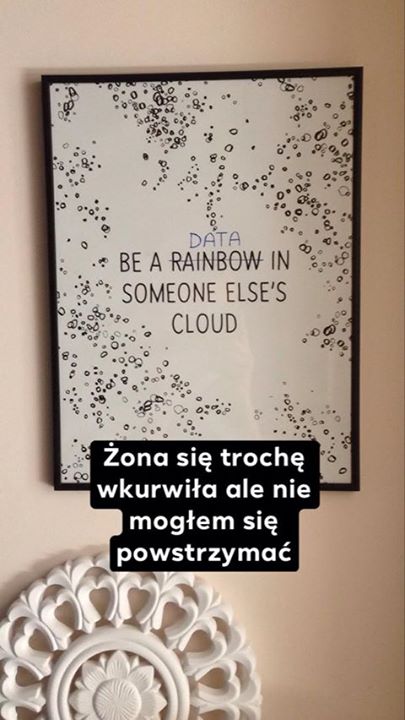 DATA
BE A RAINBOW IN
SOMEONE ELSE'S
CLOUD
Żona się trochę
wkurwiła ale nie
mogłem się
powstrzymać